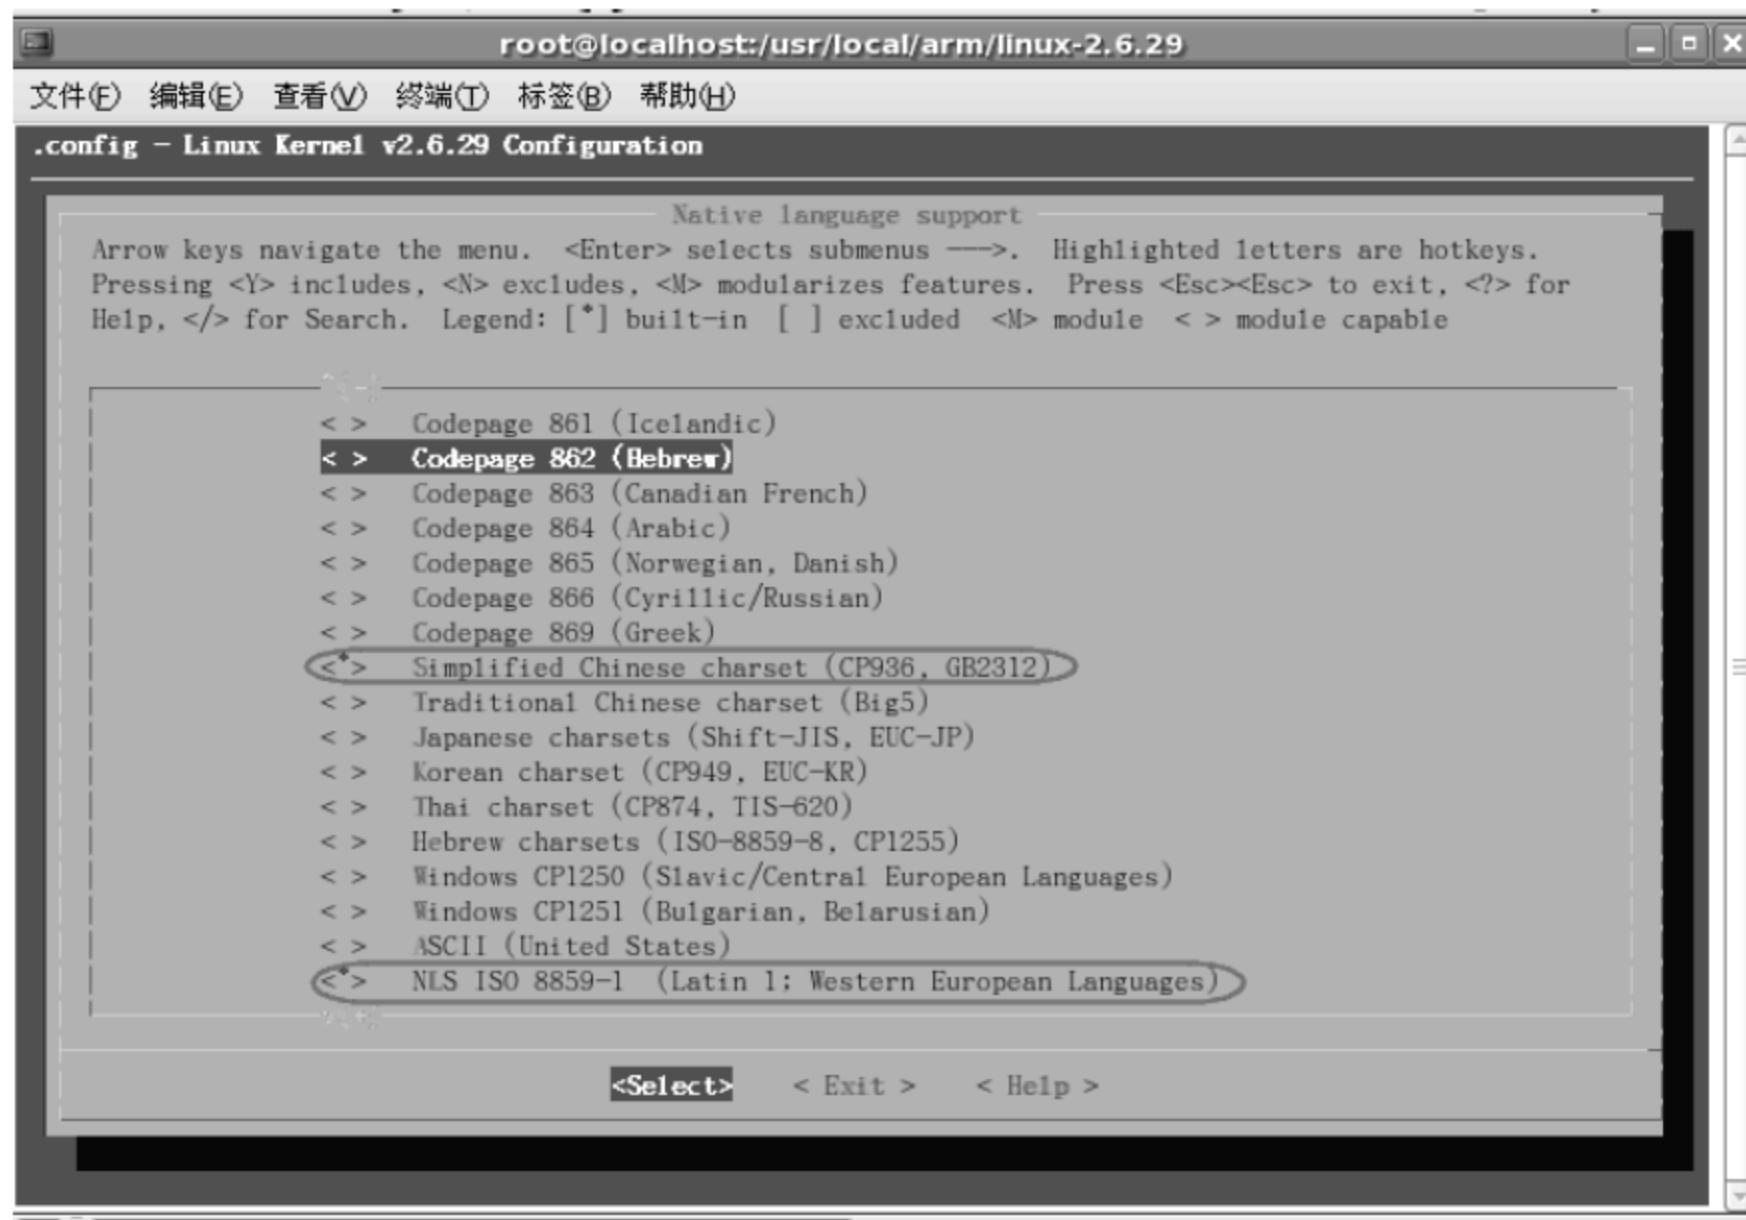 root@localhost:/usr/local/arm/linux-2.6.29
文件(F) 编辑(E) 查看(V) 终端(T) 标签(B) 帮助(H)
.config - Linux Kernel v2.6.29 Configuration
Native language support
Arrow keys navigate the menu. <Enter> selects submenus --->. Highlighted letters are hotkeys.
Pressing <Y> includes, <N> excludes, <M> modularizes features. Press <Esc><Esc> to exit, <?> for
Help, </> for Search. Legend: [*] built-in [ ] excluded <M> module < > module capable
^(-)
< > Codepage 861 (Icelandic)
< > Codepage 862 (Hebrew)
< > Codepage 863 (Canadian French)
< > Codepage 864 (Arabic)
< > Codepage 865 (Norwegian, Danish)
< > Codepage 866 (Cyrillic/Russian)
< > Codepage 869 (Greek)
<*> Simplified Chinese charset (CP936, GB2312)
< > Traditional Chinese charset (Big5)
< > Japanese charsets (Shift-JIS, EUC-JP)
< > Korean charset (CP949, EUC-KR)
< > Thai charset (CP874, TIS-620)
< > Hebrew charsets (ISO-8859-8, CP1255)
< > Windows CP1250 (Slavic/Central European Languages)
< > Windows CP1251 (Bulgarian, Belarusian)
< > ASCII (United States)
<*> NLS ISO 8859-1 (Latin 1; Western European Languages)
v(+)
<Select> < Exit > < Help >